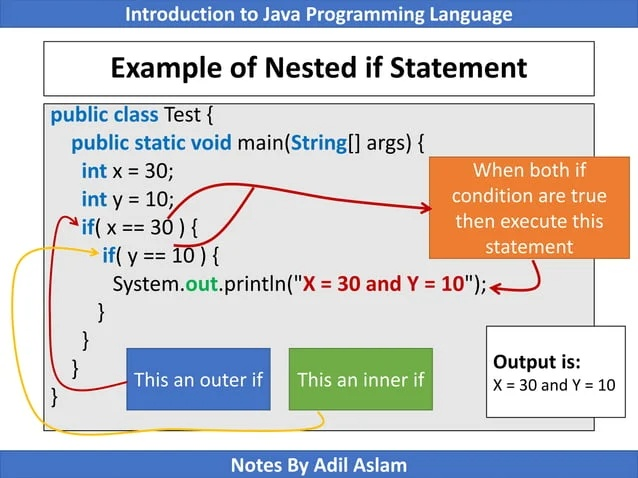 Introduction to Java Programming Language
Example of Nested if Statement
public class Test {
public static void main(String[] args) {
int x = 30;
int y = 10;
if( x == 30 ) {
if( y == 10 ) {
System.out.println("X = 30 and Y = 10");
}
}
}
}
When both if
condition are true
then execute this
statement
This an outer if
This an inner if
Output is:
X = 30 and Y = 10
Notes By Adil Aslam